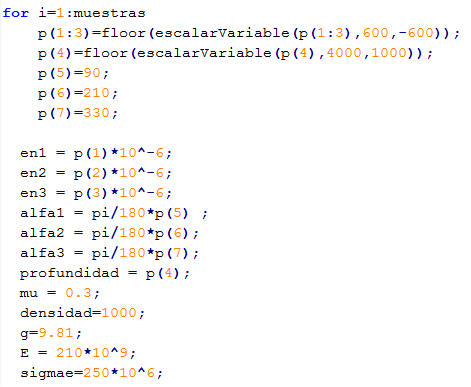 for i=1:muestras
p(1:3)=floor(escalarVariable(p(1:3),600,-600));
p(4)=floor(escalarVariable(p(4),4000,1000));
p(5)=90;
p(6)=210;
p(7)=330;
en1 = p(1)*10^-6;
en2 = p(2)*10^-6;
en3 = p(3)*10^-6;
alfa1 = pi/180*p(5) ;
alfa2 = pi/180*p(6);
alfa3 = pi/180*p(7);
profundidad = p(4);
mu = 0.3;
densidad=1000;
g=9.81;
E = 210*10^9;
sigmae=250*10^6;